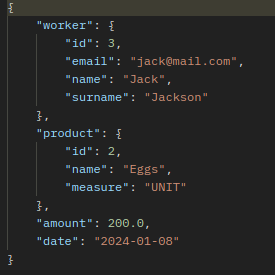 {
    "worker": {
        "id": 3,
        "email": "jack@mail.com",
        "name": "Jack",
        "surname": "Jackson"
    },
    "product": {
        "id": 2,
        "name": "Eggs",
        "measure": "UNIT"
    },
    "amount": 200.0,
    "date": "2024-01-08"
}